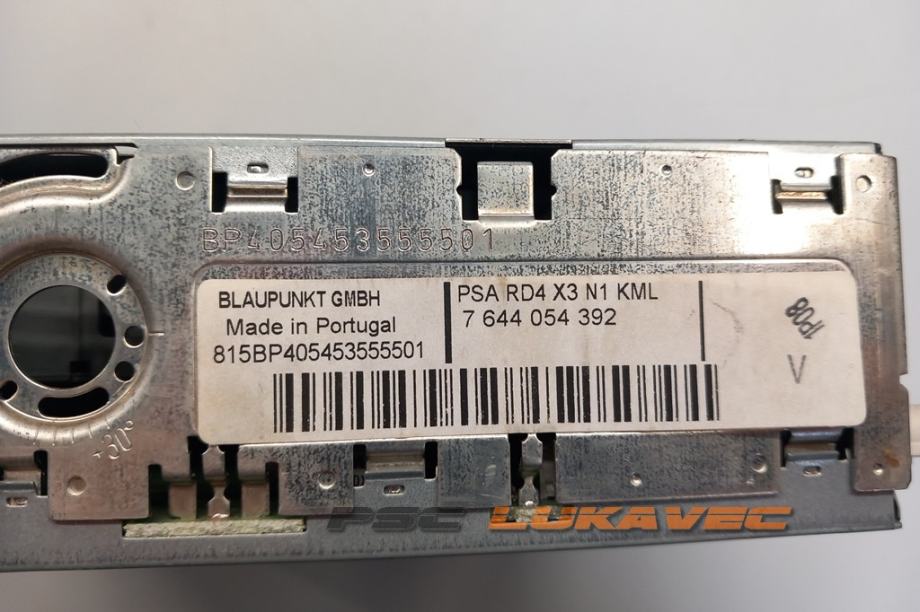 BP405453555501
BLAUPUNKT GMBH
Made in Portugal
815BP405453555501
PSA RD4 X3 N1 KML
7 644 054 392
1P08
V
+30°
PSC LUKAVEC